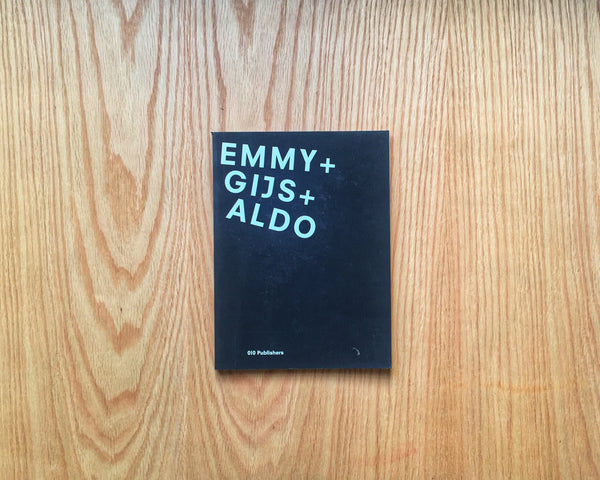 EMMY+
GIJS+
ALDO
010 Publishers